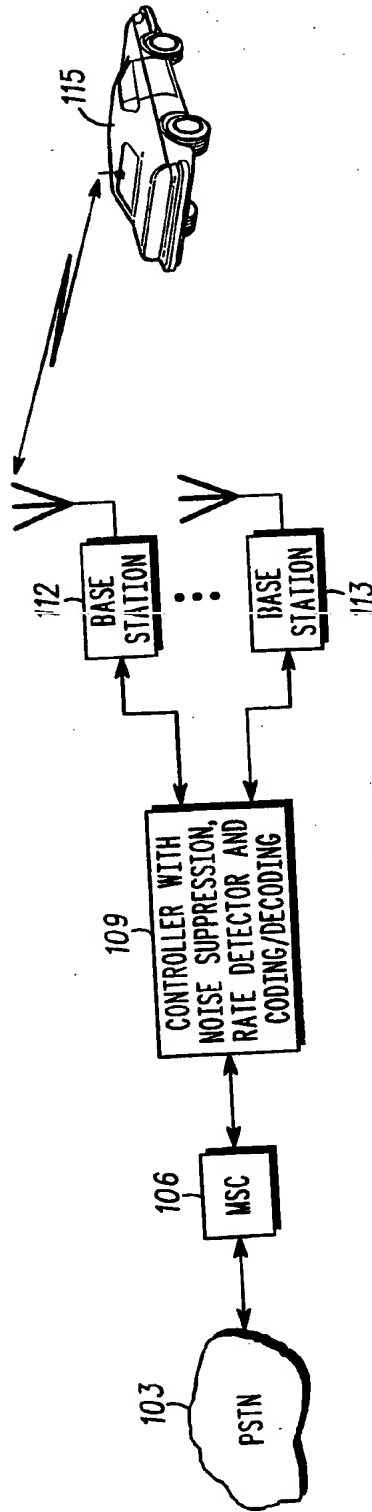 103
PSTN
106
MSC
109
CONTROLLER WITH
NOISE SUPPRESSION,
RATE DETECTOR AND
CODING/DECODING
112
BASE
STATION
BASE
STATION
113
115